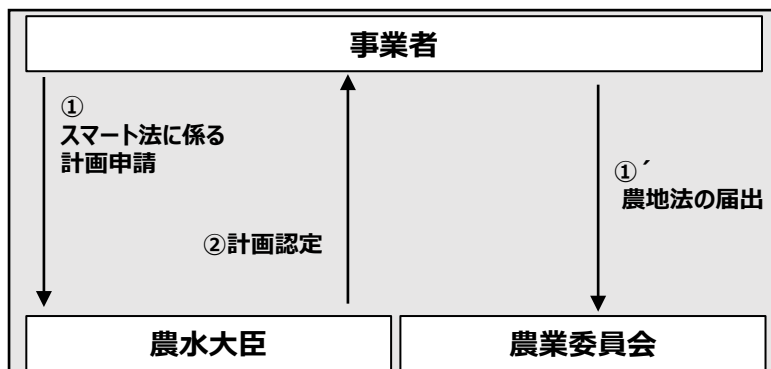 事業者
①
スマート法に係る
計画申請
②計画認定
①´
農地法の届出
農水大臣
農業委員会